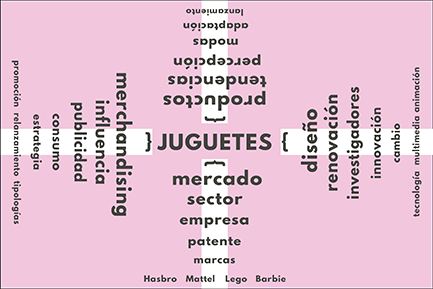 lanzamiento
adaptación
modas
percepción
tendencias
productos
promoción relanzamiento tipologías
estrategia
consumo
publicidad
influencia
merchandising
} JUGUETES {
diseño
renovación
investigadores
innovación
cambio
tecnología multimedia animación
mercado
sector
empresa
patente
marcas
Hasbro Mattel Lego Barbie